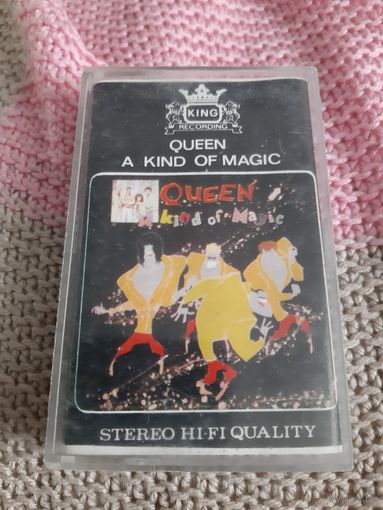 KING
RECORDING
QUEEN
A KIND OF MAGIC
QUEEN
A kind of Magic
STEREO HI-FI QUALITY